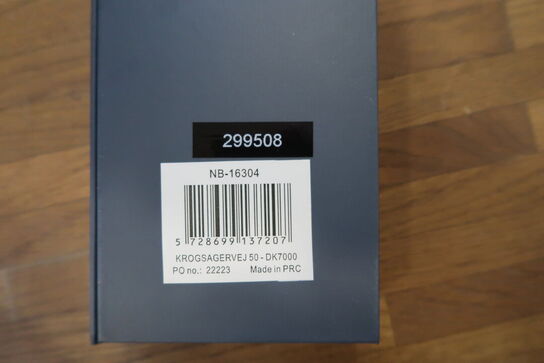 299508
NB-16304
5 728699 137207
KROGSAGERVEJ 50 - DK7000
PO no.: 22223 Made in PRC